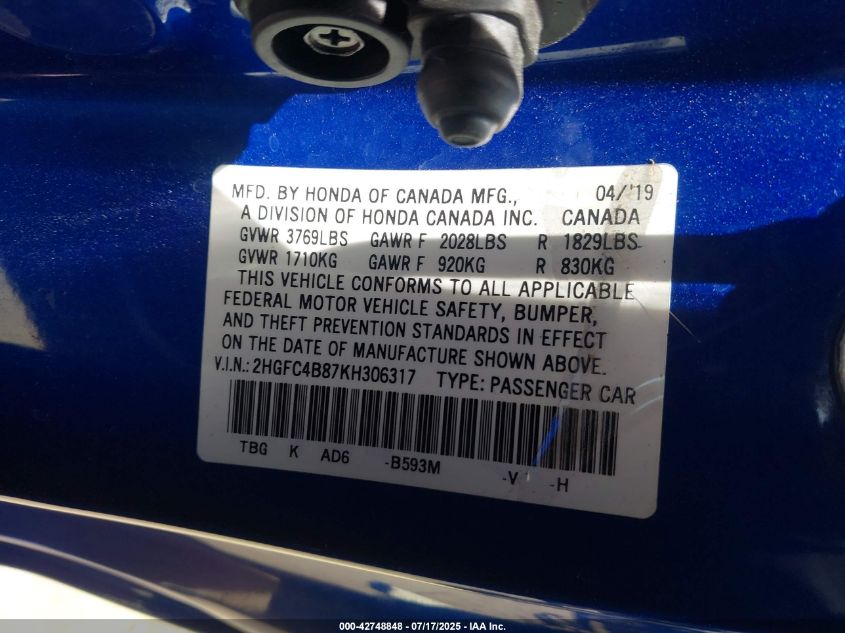 MFD. BY HONDA OF CANADA MFG., 04/'19
A DIVISION OF HONDA CANADA INC. CANADA
GVWR 3769LBS GAWR F 2028LBS R 1829LBS
GVWR 1710KG GAWR F 920KG R 830KG
THIS VEHICLE CONFORMS TO ALL APPLICABLE
FEDERAL MOTOR VEHICLE SAFETY, BUMPER,
AND THEFT PREVENTION STANDARDS IN EFFECT
ON THE DATE OF MANUFACTURE SHOWN ABOVE.
V.I.N.: 2HGFC4B87KH306317 TYPE: PASSENGER CAR
TBG K AD6 -B593M -V -H
000-42748848 - 07/17/2025 - IAA Inc.